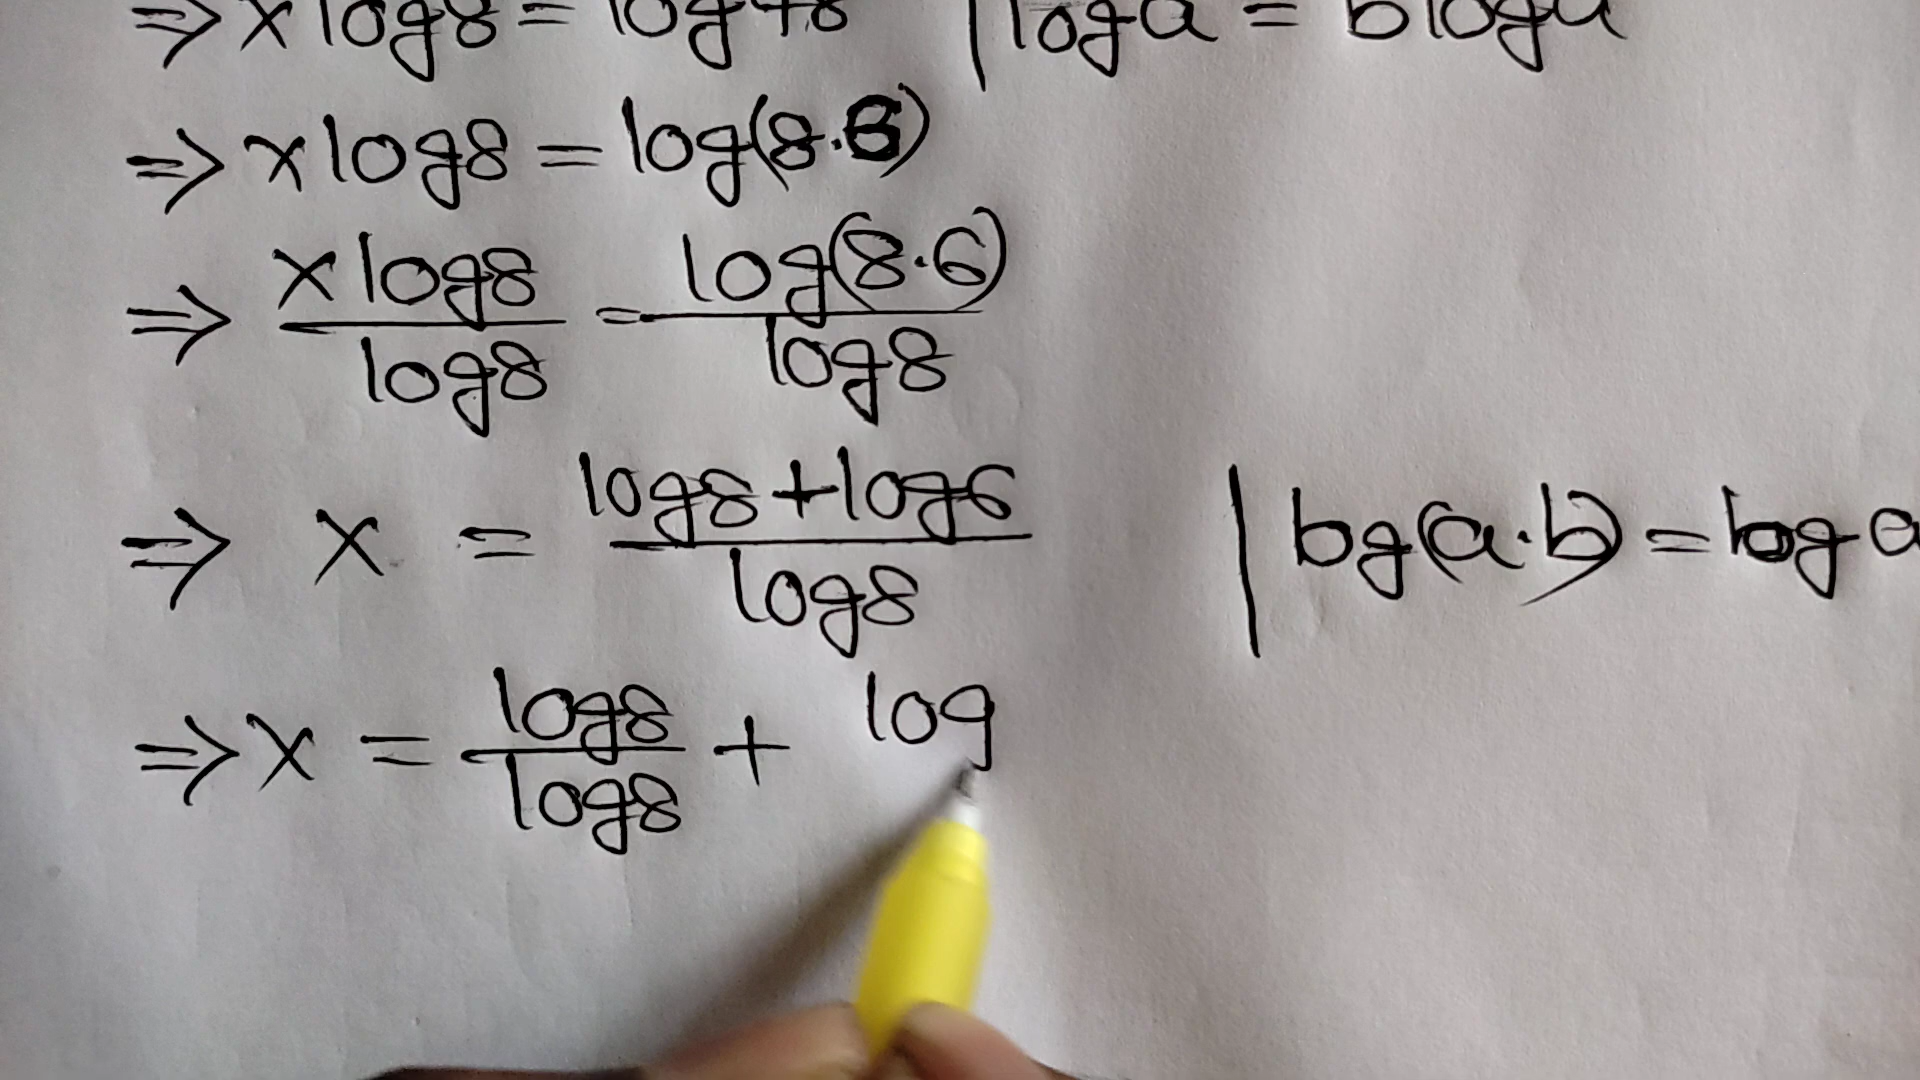 ⇒ x log8 = log48 | log a = b log a
⇒ x log8 = log(8.6)
⇒ x log8 / log8 = log(8.6) / log8
⇒ x = log8 + log6 / log8 | log(a.b) = log a
⇒ x = log8 / log8 + log